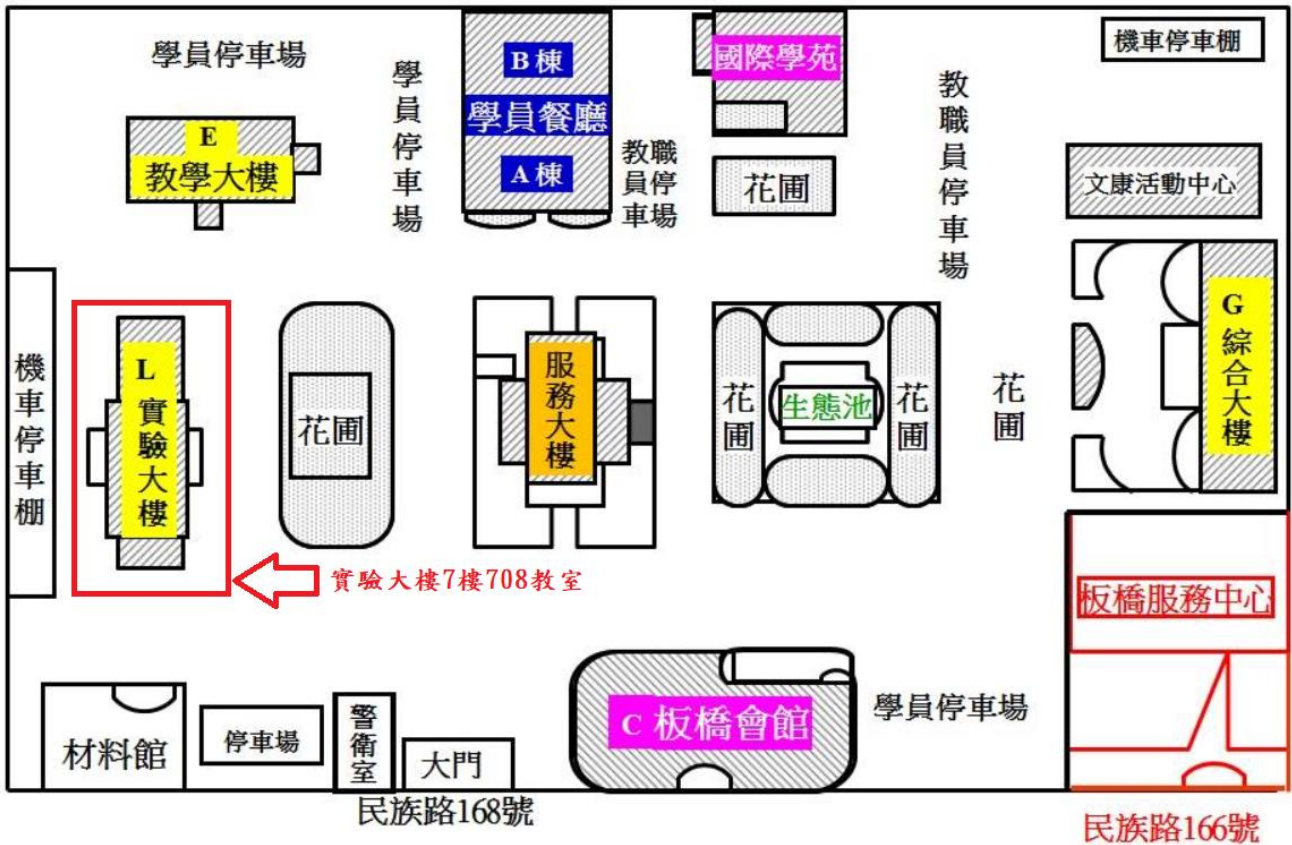 學員停車場
E
教學大樓
學員停車場
B棟
學員餐廳
A棟
教職員停車場
國際學苑
花圃
教職員停車場
機車停車棚
文康活動中心
機車停車棚
L
實驗大樓
花圃
服務大樓
花圃
生態池
花圃
花圃
G
綜合大樓
實驗大樓7樓708教室
板橋服務中心
材料館
停車場
警衛室
大門
C 板橋會館
學員停車場
民族路168號
民族路166號